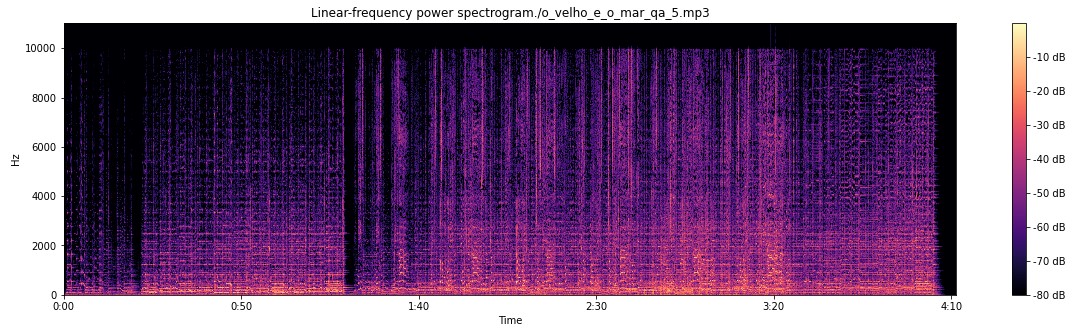 Linear-frequency power spectrogram./o_velho_e_o_mar_qa_5.mp3
10000
8000
6000
4000
2000
0
Hz
0:00 0:50 1:40 2:30 3:20 4:10
Time
-10 dB
-20 dB
-30 dB
-40 dB
-50 dB
-60 dB
-70 dB
-80 dB